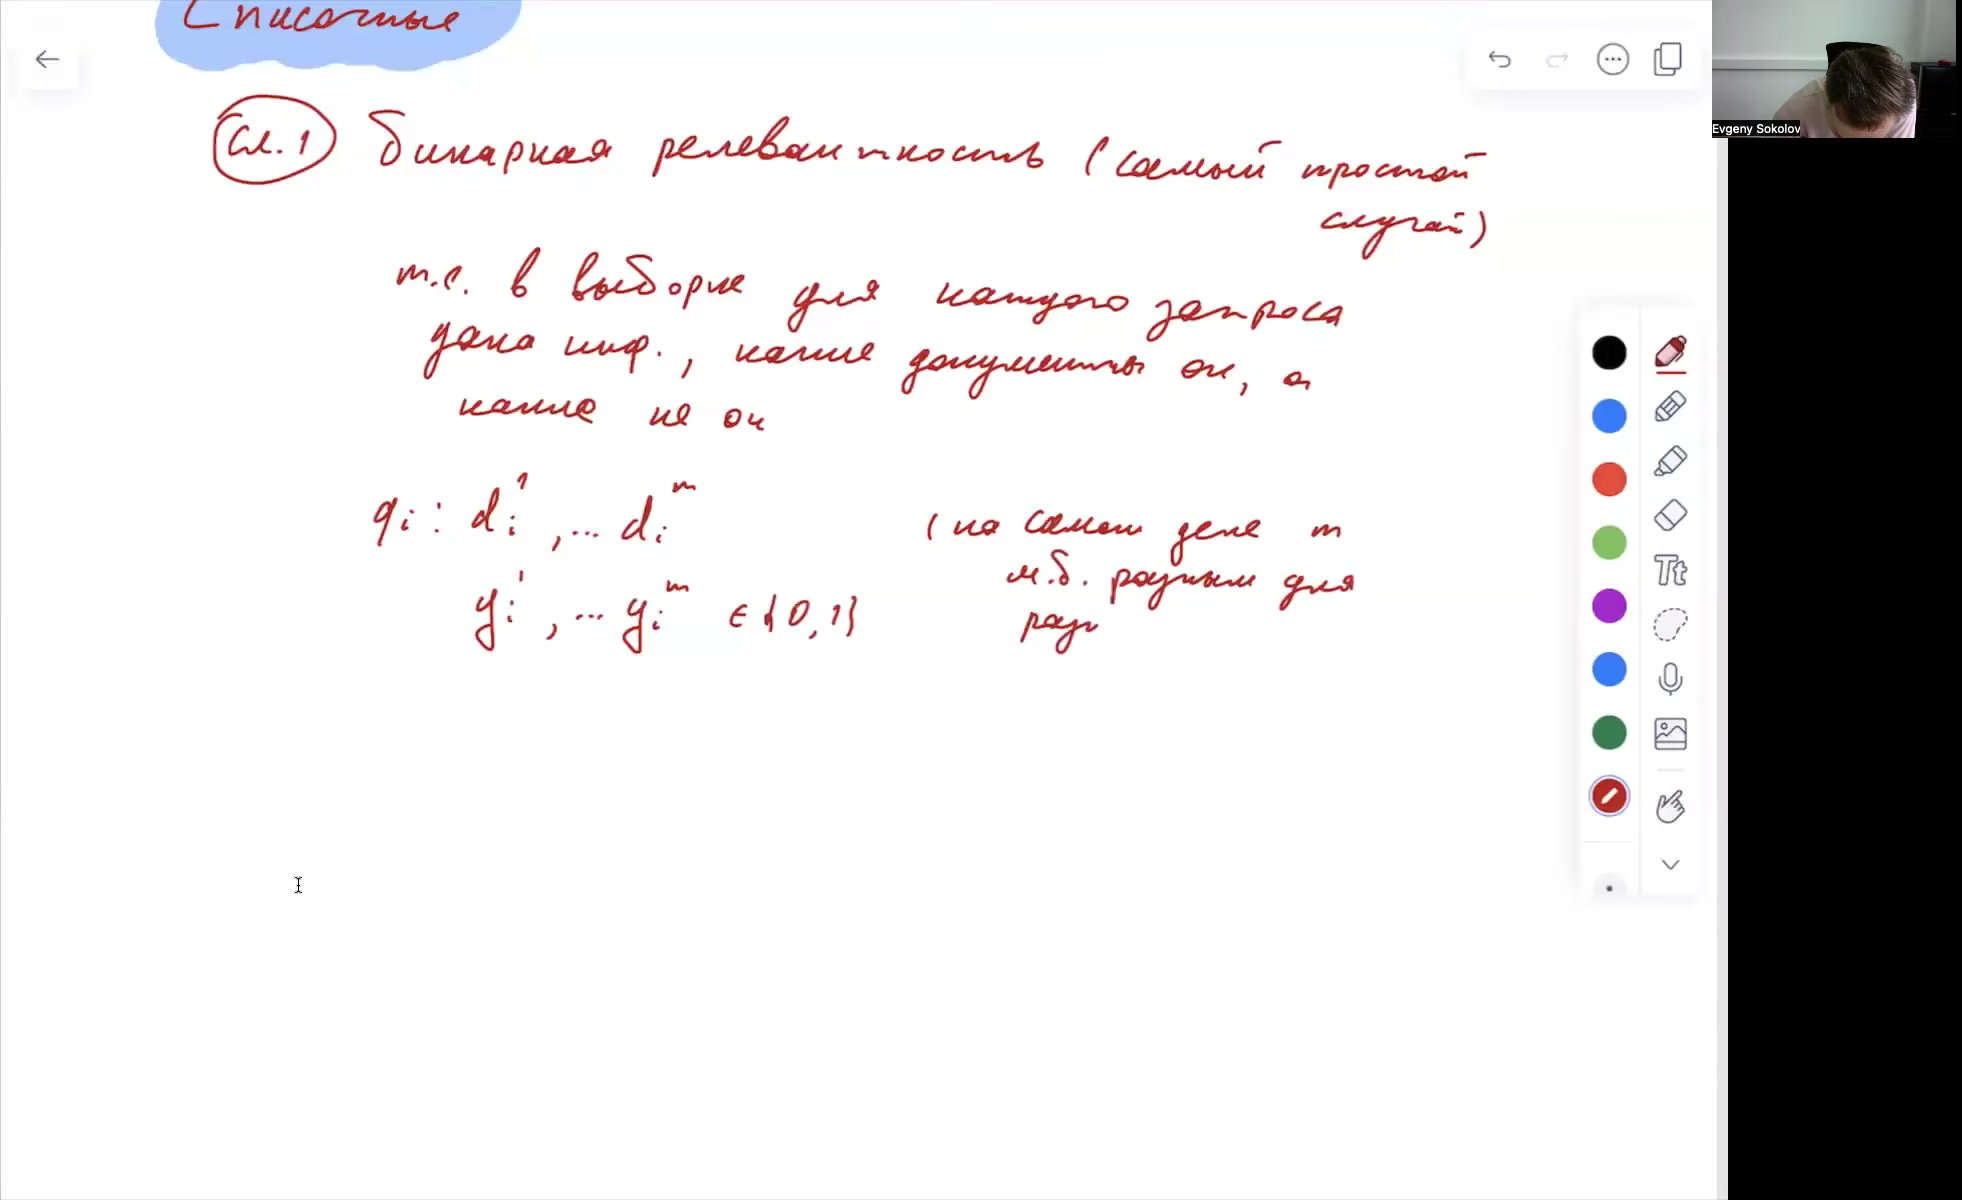 Списочные
Сл. 1 бинарная релевантность (самый простой
случай)
т.е. в выборке для каждого запроса
дана инф., какие документы ок, а
какие не ок
qᵢ: dᵢ¹, ... dᵢᵐ
(на самом деле m
м.б. разным для
разн
yᵢ¹, ... yᵢᵐ ∈ {0, 1}
Tt
Evgeny Sokolov